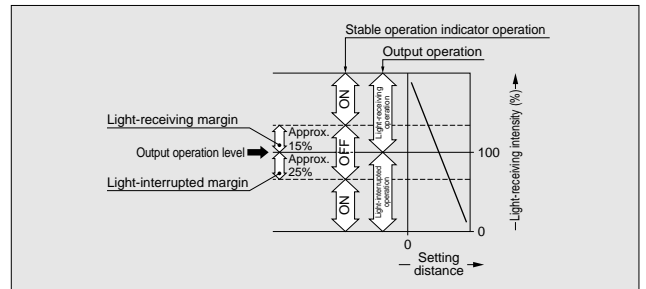 Stable operation indicator operation
Output operation
Light-receiving margin
Output operation level
Light-interrupted margin
Approx.
15%
Approx.
25%
ON
OFF
ON
Light-receiving
operation
Light-interrupted
operation
100
0
Light-receiving intensity (%)
0
Setting
distance